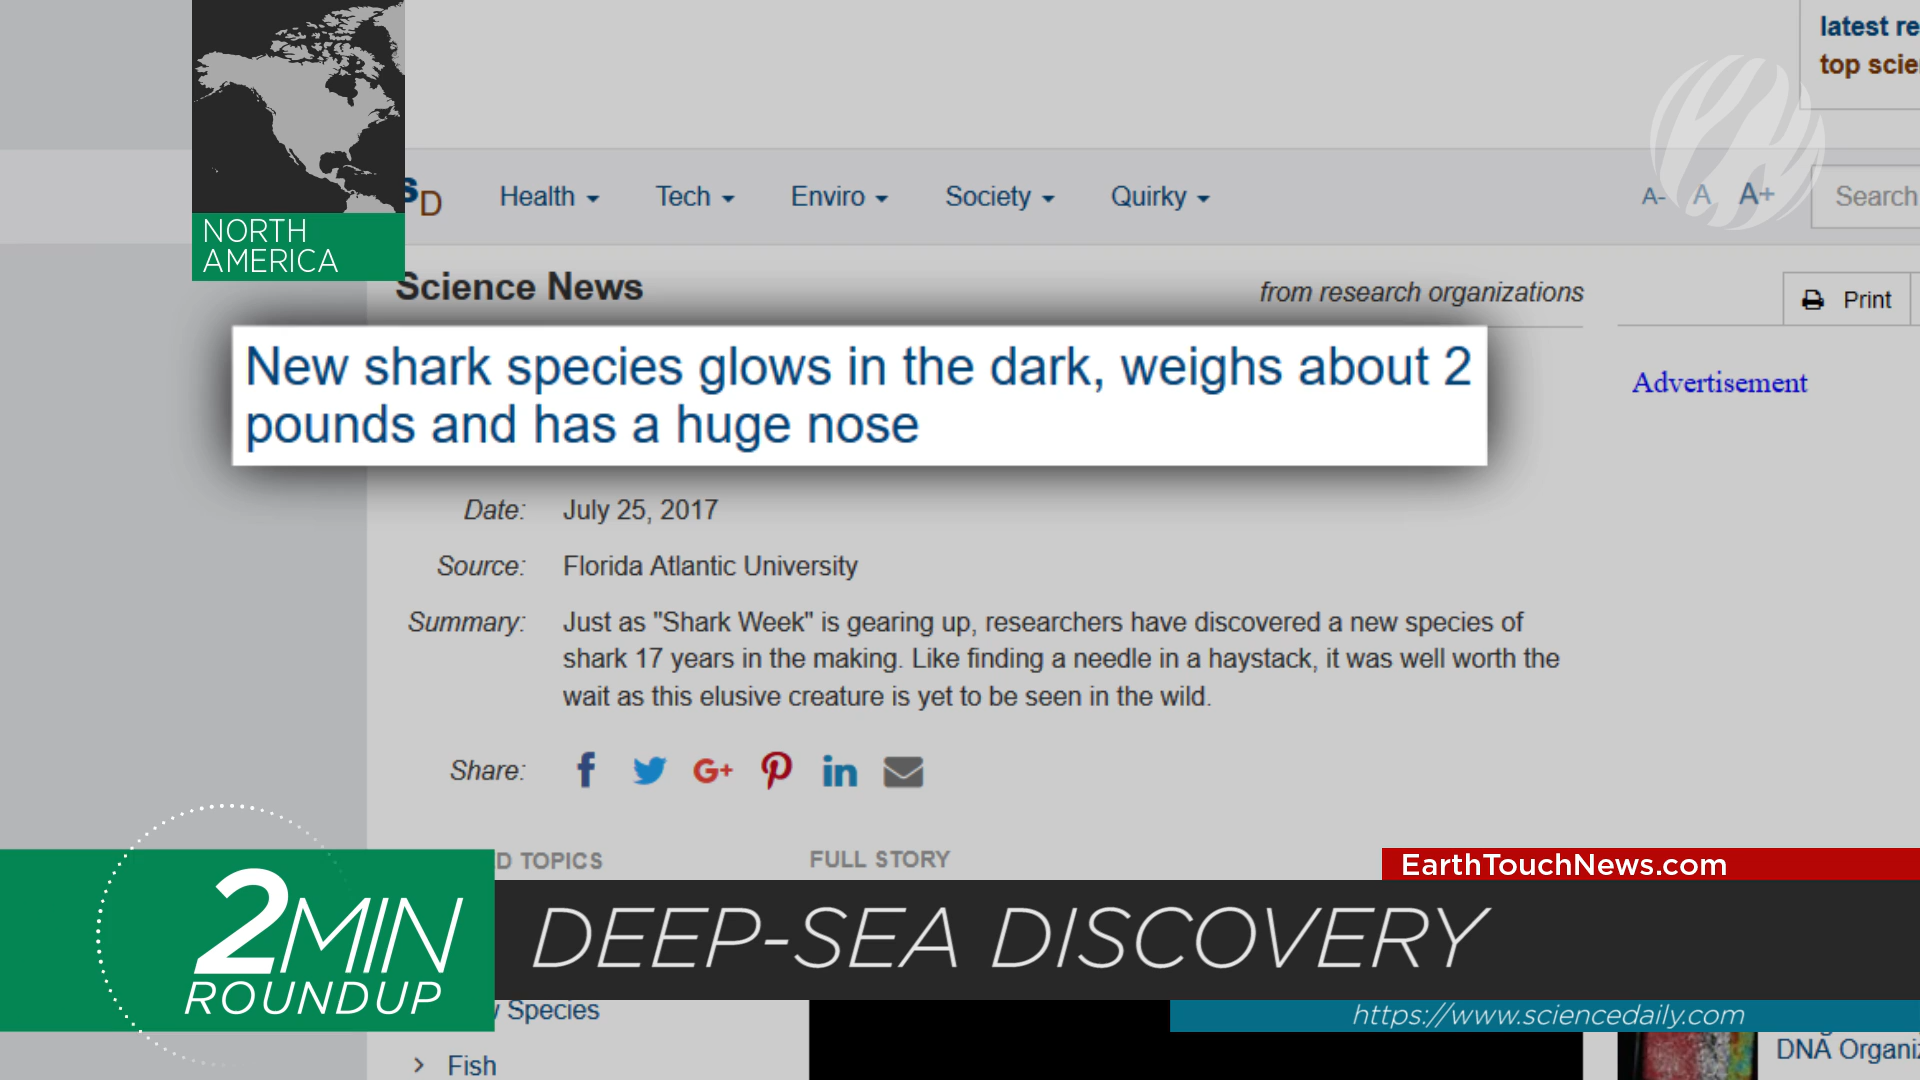 latest re
top scie
NORTH
AMERICA
D
Health
Tech
Enviro
Society
Quirky
A-
A
A+
Search
Science News
from research organizations
Print
New shark species glows in the dark, weighs about 2
pounds and has a huge nose
Advertisement
Date: July 25, 2017
Source: Florida Atlantic University
Summary: Just as "Shark Week" is gearing up, researchers have discovered a new species of
shark 17 years in the making. Like finding a needle in a haystack, it was well worth the
wait as this elusive creature is yet to be seen in the wild.
Share: f G+ in
D TOPICS
FULL STORY
EarthTouchNews.com
2MIN
ROUNDUP
DEEP-SEA DISCOVERY
Species
https://www.sciencedaily.com
Fish
DNA Organiz